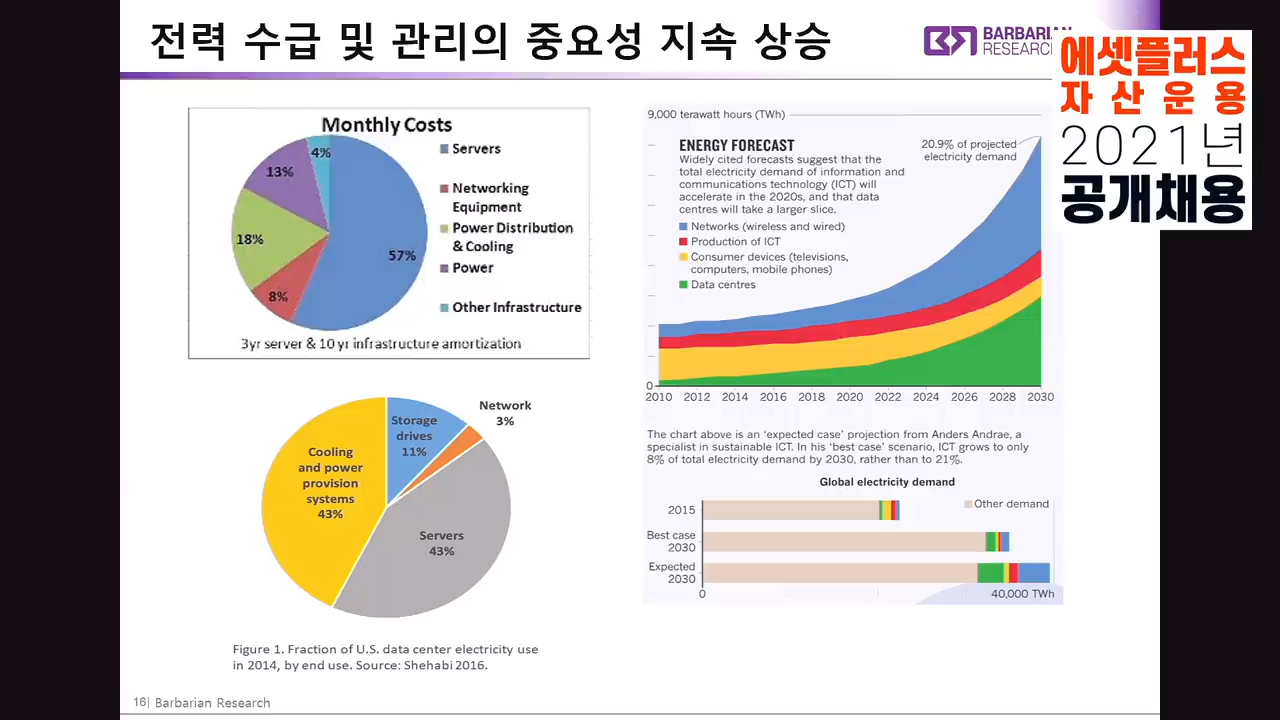 전력 수급 및 관리의 중요성 지속 상승
BARBARIAN
RESEARCH
에셋플러스
자산운용
2021년
공개채용
Monthly Costs
Servers
Networking
Equipment
Power Distribution
& Cooling
Power
Other Infrastructure
4%
13%
18%
8%
57%
3yr server & 10 yr infrastructure amortization
Network
3%
Storage
drives
11%
Cooling
and power
provision
systems
43%
Servers
43%
Figure 1. Fraction of U.S. data center electricity use
in 2014, by end use. Source: Shehabi 2016.
9,000 terawatt hours (TWh)
ENERGY FORECAST
Widely cited forecasts suggest that the
total electricity demand of information and
communications technology (ICT) will
accelerate in the 2020s, and that data
centres will take a larger slice.
Networks (wireless and wired)
Production of ICT
Consumer devices (televisions,
computers, mobile phones)
Data centres
20.9% of projected
electricity demand
0
2010 2012 2014 2016 2018 2020 2022 2024 2026 2028 2030
The chart above is an ‘expected case’ projection from Anders Andrae, a
specialist in sustainable ICT. In his ‘best case’ scenario, ICT grows to only
8% of total electricity demand by 2030, rather than to 21%.
Global electricity demand
Other demand
2015
Best case
2030
Expected
2030
0 40,000 TWh
16| Barbarian Research